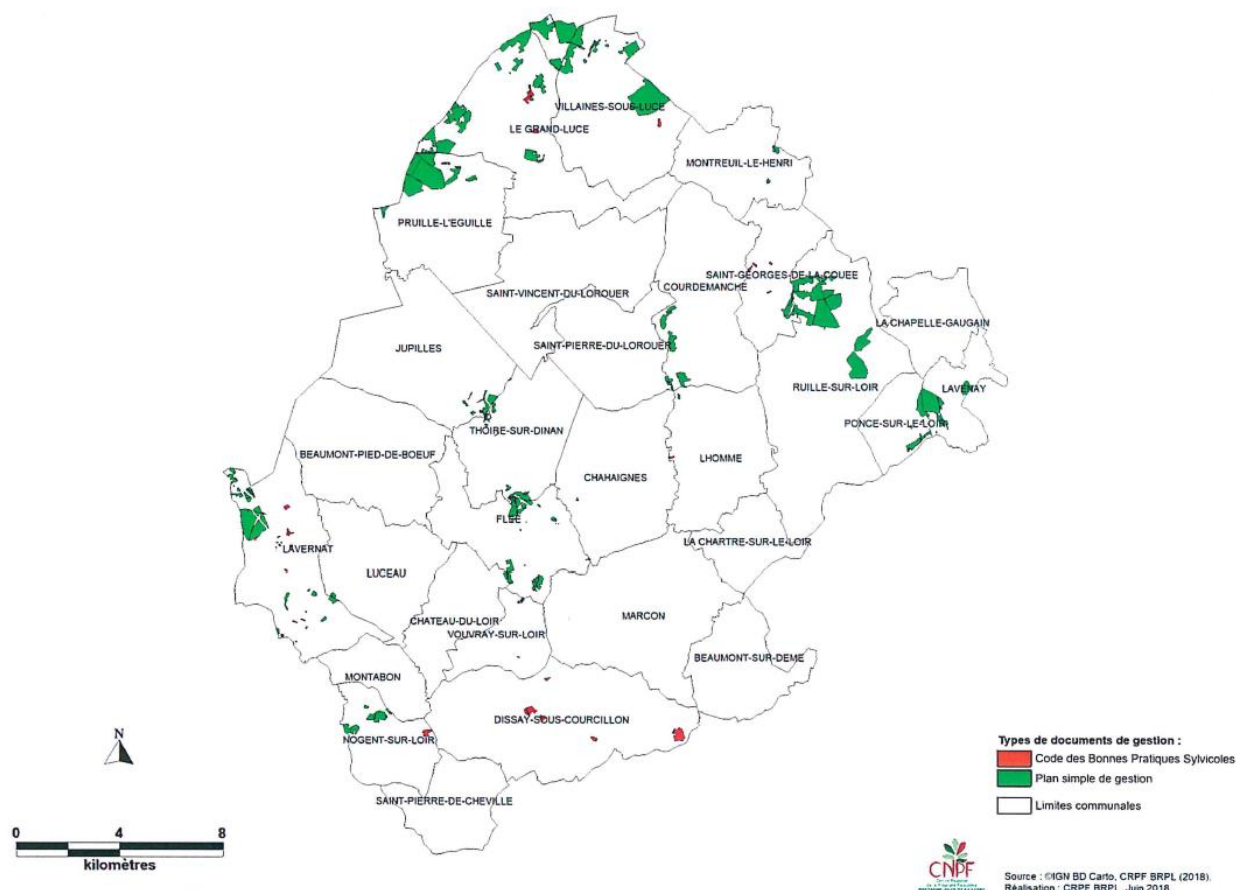 VILLAINES-SOUS-LUCE
LE GRAND-LUCE
MONTREUIL-LE-HENRI
PRUILLE-L'EGUILLE
SAINT-GEORGES-DE-LA-COUEE
COURDEMANCHE
SAINT-VINCENT-DU-LOROUER
LA CHAPELLE-GAUGAIN
SAINT-PIERRE-DU-LOROUER
JUPILLES
RUILLE-SUR-LOIR
LAVENAY
PONCE-SUR-LE-LOIR
THOIRE-SUR-DINAN
BEAUMONT-PIED-DE-BOEUF
LHOMME
CHAHAIGNES
FLEE
LA CHARTRE-SUR-LE-LOIR
LAVERNAT
LUCEAU
MARCON
CHATEAU-DU-LOIR
VOUVRAY-SUR-LOIR
BEAUMONT-SUR-DEME
MONTABON
DISSAY-SOUS-COURCILLON
NOGENT-SUR-LOIR
SAINT-PIERRE-DE-CHEVILLE
N
0 4 8
kilomètres
Types de documents de gestion :
Code des Bonnes Pratiques Sylvicoles
Plan simple de gestion
Limites communales
CNPF
Source : ©IGN BD Carto, CRPF BRPL (2018).
Réalisation : CRPF BRPL, Juin 2018